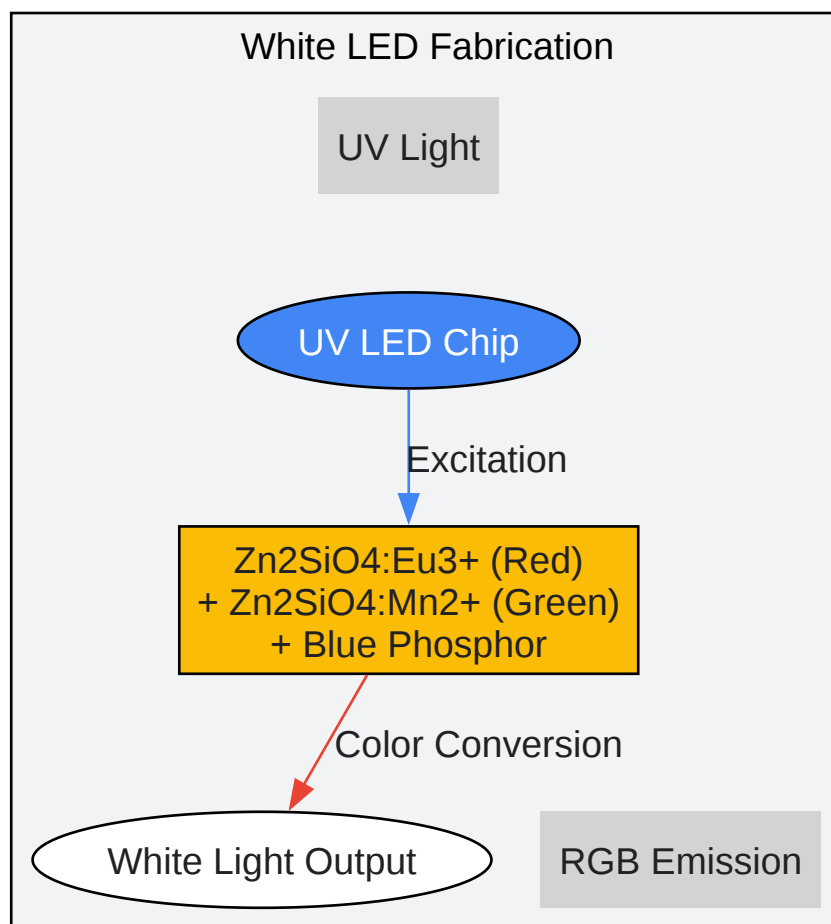 White LED Fabrication
UV Light
UV LED Chip
Excitation
Zn2SiO4:Eu3+ (Red)
+ Zn2SiO4:Mn2+ (Green)
+ Blue Phosphor
Color Conversion
White Light Output
RGB Emission